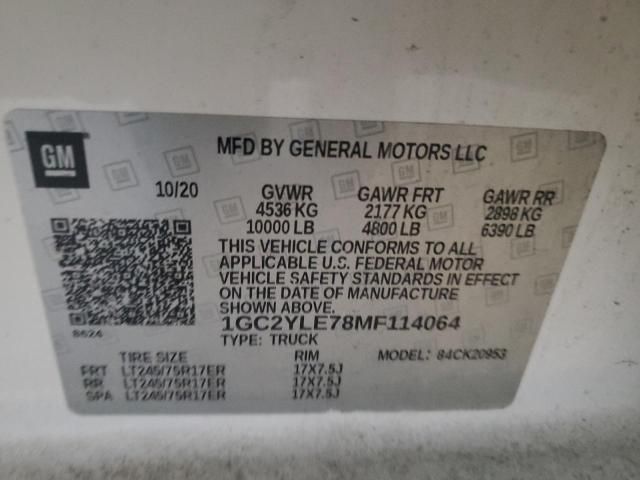 GM
MFD BY GENERAL MOTORS LLC
10/20 GVWR GAWR FRT GAWR RR
4536 KG 2177 KG 2898 KG
10000 LB 4800 LB 6390 LB
THIS VEHICLE CONFORMS TO ALL
APPLICABLE U.S. FEDERAL MOTOR
VEHICLE SAFETY STANDARDS IN EFFECT
ON THE DATE OF MANUFACTURE
SHOWN ABOVE.
8624 1GC2YLE78MF114064
TYPE: TRUCK
TIRE SIZE RIM MODEL: 84CK20953
FRT LT245/75R17ER 17X7.5J
RR LT245/75R17ER 17X7.5J
SPA LT245/75R17ER 17X7.5J